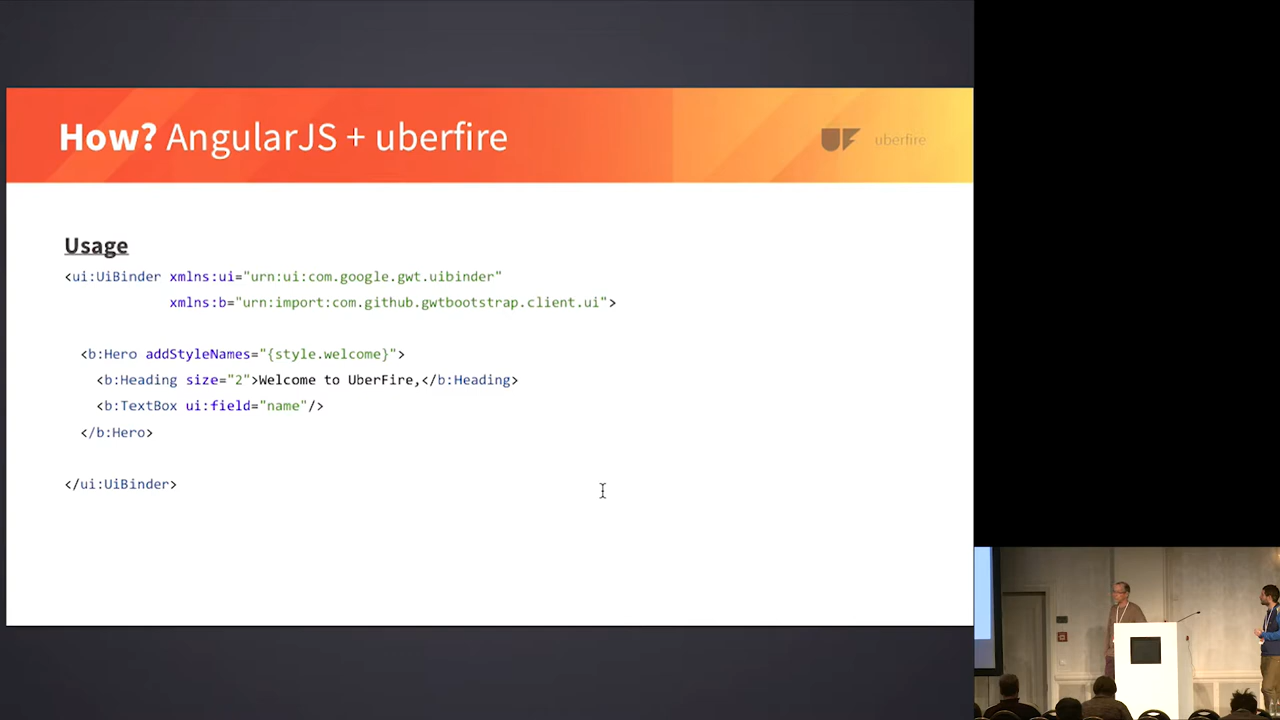 How? AngularJS + uberfire
UF uberfire
Usage
<ui:UiBinder xmlns:ui="urn:ui:com.google.gwt.uibinder"
xmlns:b="urn:import:com.github.gwtbootstrap.client.ui">
<b:Hero addStyleNames="{style.welcome}">
<b:Heading size="2">Welcome to UberFire,</b:Heading>
<b:TextBox ui:field="name"/>
</b:Hero>
</ui:UiBinder>